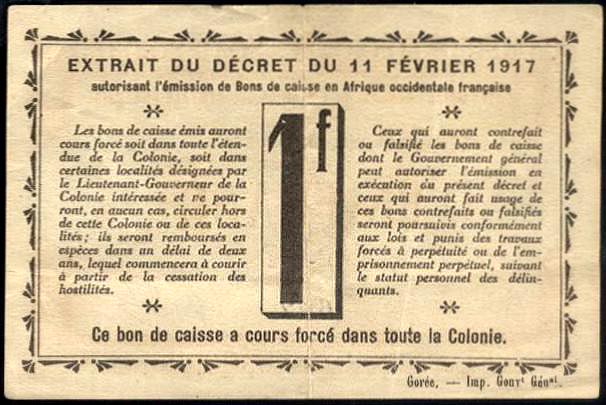 EXTRAIT DU DÉCRET DU 11 FÉVRIER 1917
autorisant l'émission de Bons de caisse en Afrique occidentale française
Les bons de caisse émis auront
cours forcé soit dans toute l'éten-
due de la Colonie, soit dans
certaines localités désignées par
le Lieutenant-Gouverneur de la
Colonie intéressée et ne pour-
ront, en aucun cas, circuler hors
de cette Colonie ou de ces loca-
lités ; ils seront remboursés en
espèces dans un délai de deux
ans, lequel commencera à courir
à partir de la cessation des
hostilités.
1f
Ceux qui auront contrefait
ou falsifié les bons de caisse
dont le Gouvernement général
peut autoriser l'émission en
exécution du présent décret et
ceux qui auront fait usage de
ces bons contrefaits ou falsifiés
seront poursuivis conformément
aux lois et punis des travaux
forcés à perpétuité ou de l'em-
prisonnement perpétuel, suivant
le statut personnel des délin-
quants.
Ce bon de caisse a cours forcé dans toute la Colonie.
Gorée, — Imp. Gouvt Génal.